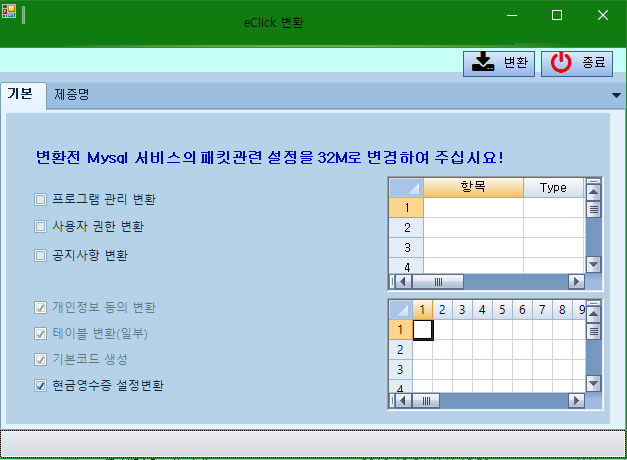 eClick 변환
변환 종료
기본 제증명
변환전 Mysql 서비스의 패킷관련 설정을 32M로 변경하여 주십시요!
항목 Type
1
2
3
4
프로그램 관리 변환
사용자 권한 변환
공지사항 변환
개인정보 동의 변환
테이블 변환(일부)
기본코드 생성
현금영수증 설정변환
1 2 3 4 5 6 7 8 9
1
2
3
4